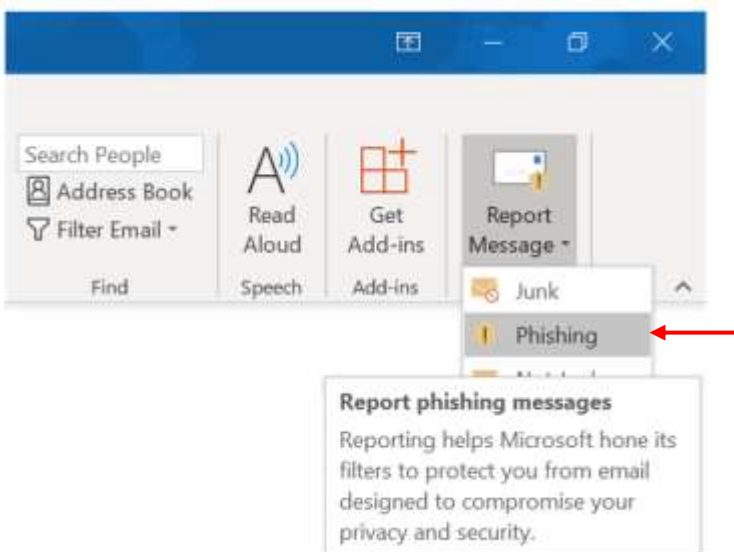 Search People
Address Book
Filter Email
Find
Read
Aloud
Speech
Get
Add-ins
Add-ins
Report
Message
Junk
Phishing
Report phishing messages
Reporting helps Microsoft hone its
filters to protect you from email
designed to compromise your
privacy and security.